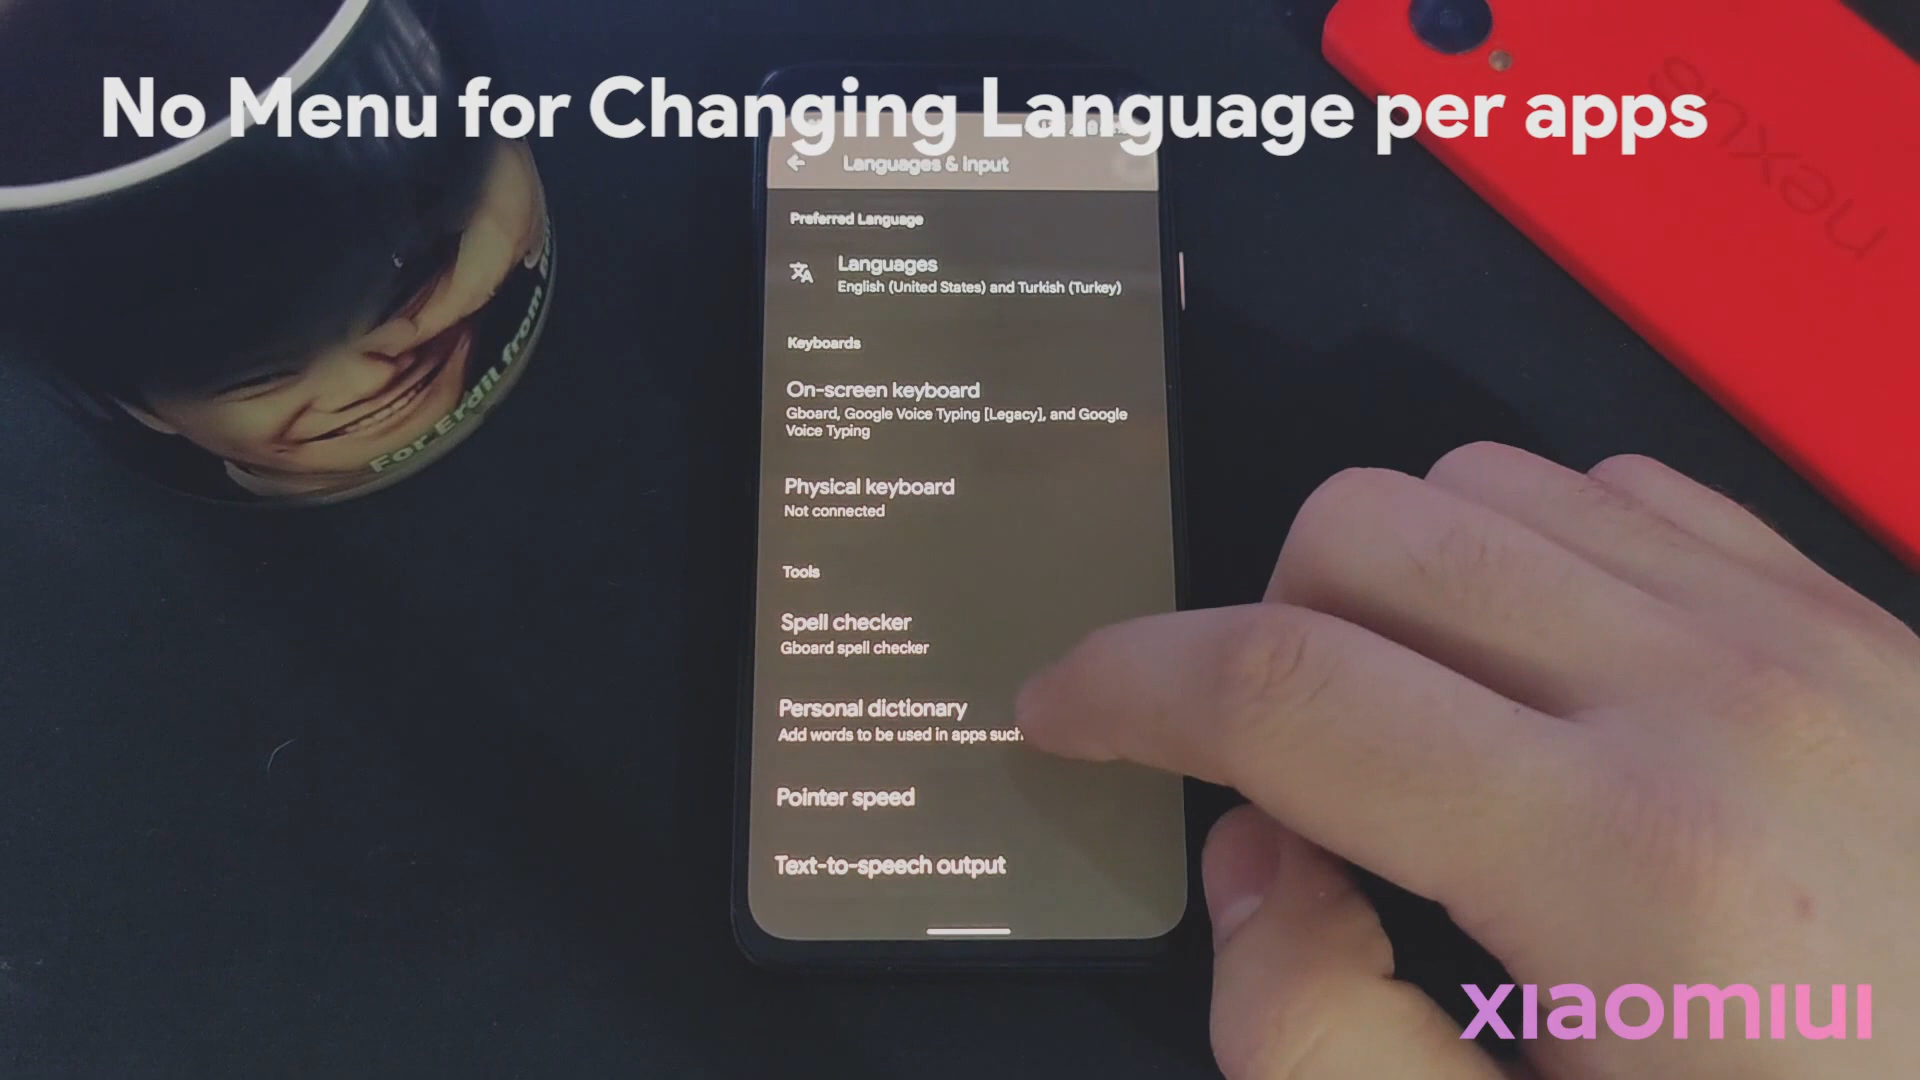 No Menu for Changing Language per apps
Languages & Input
Preferred Language
Languages
English (United States) and Turkish (Turkey)
Keyboards
On-screen keyboard
Gboard, Google Voice Typing [Legacy], and Google
Voice Typing
Physical keyboard
Not connected
Tools
Spell checker
Gboard spell checker
Personal dictionary
Add words to be used in apps such
Pointer speed
Text-to-speech output
For Erdil from
nexus
xiaomiui